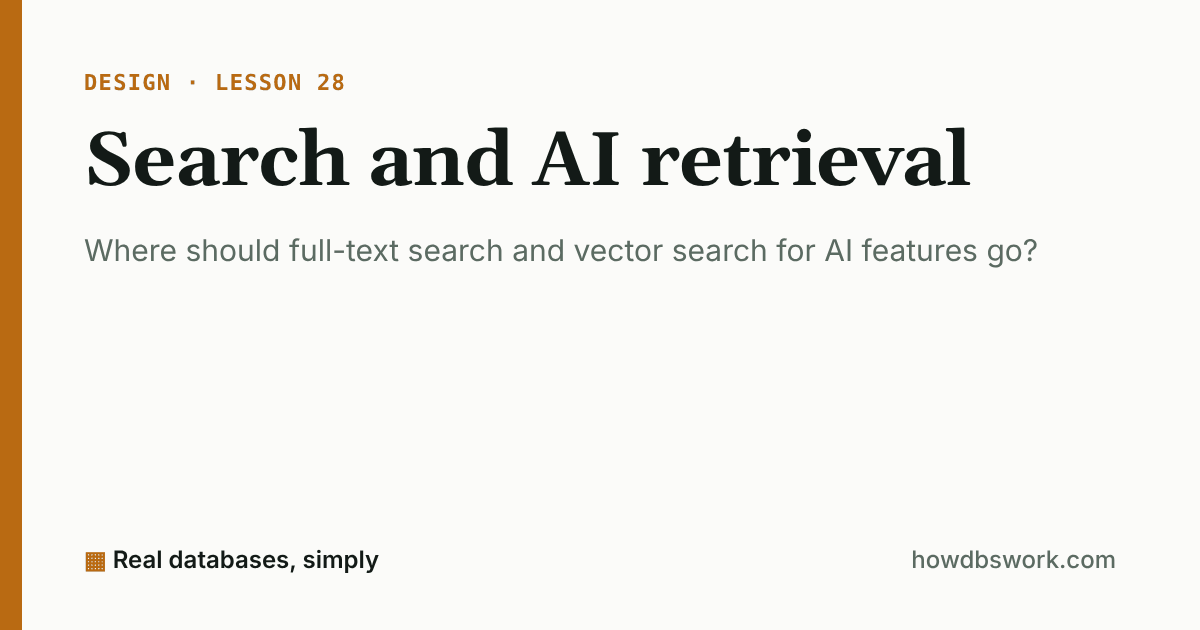 DESIGN · LESSON 28
Search and AI retrieval
Where should full-text search and vector search for AI features go?
▦ Real databases, simply
howdbswork.com